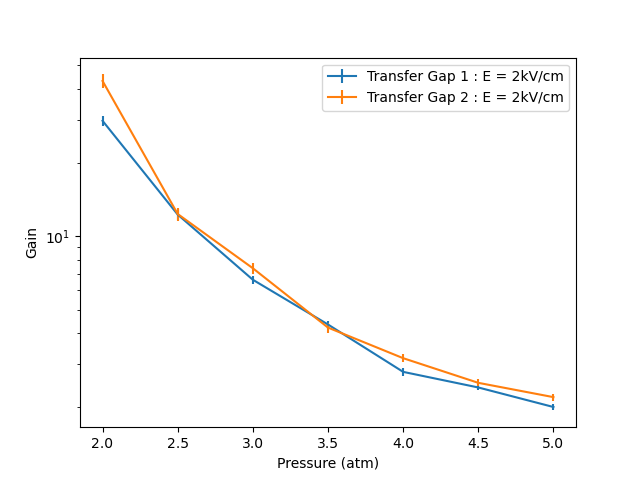 Transfer Gap 1 : E = 2kV/cm
Transfer Gap 2 : E = 2kV/cm
Gain
10¹
2.0 2.5 3.0 3.5 4.0 4.5 5.0
Pressure (atm)